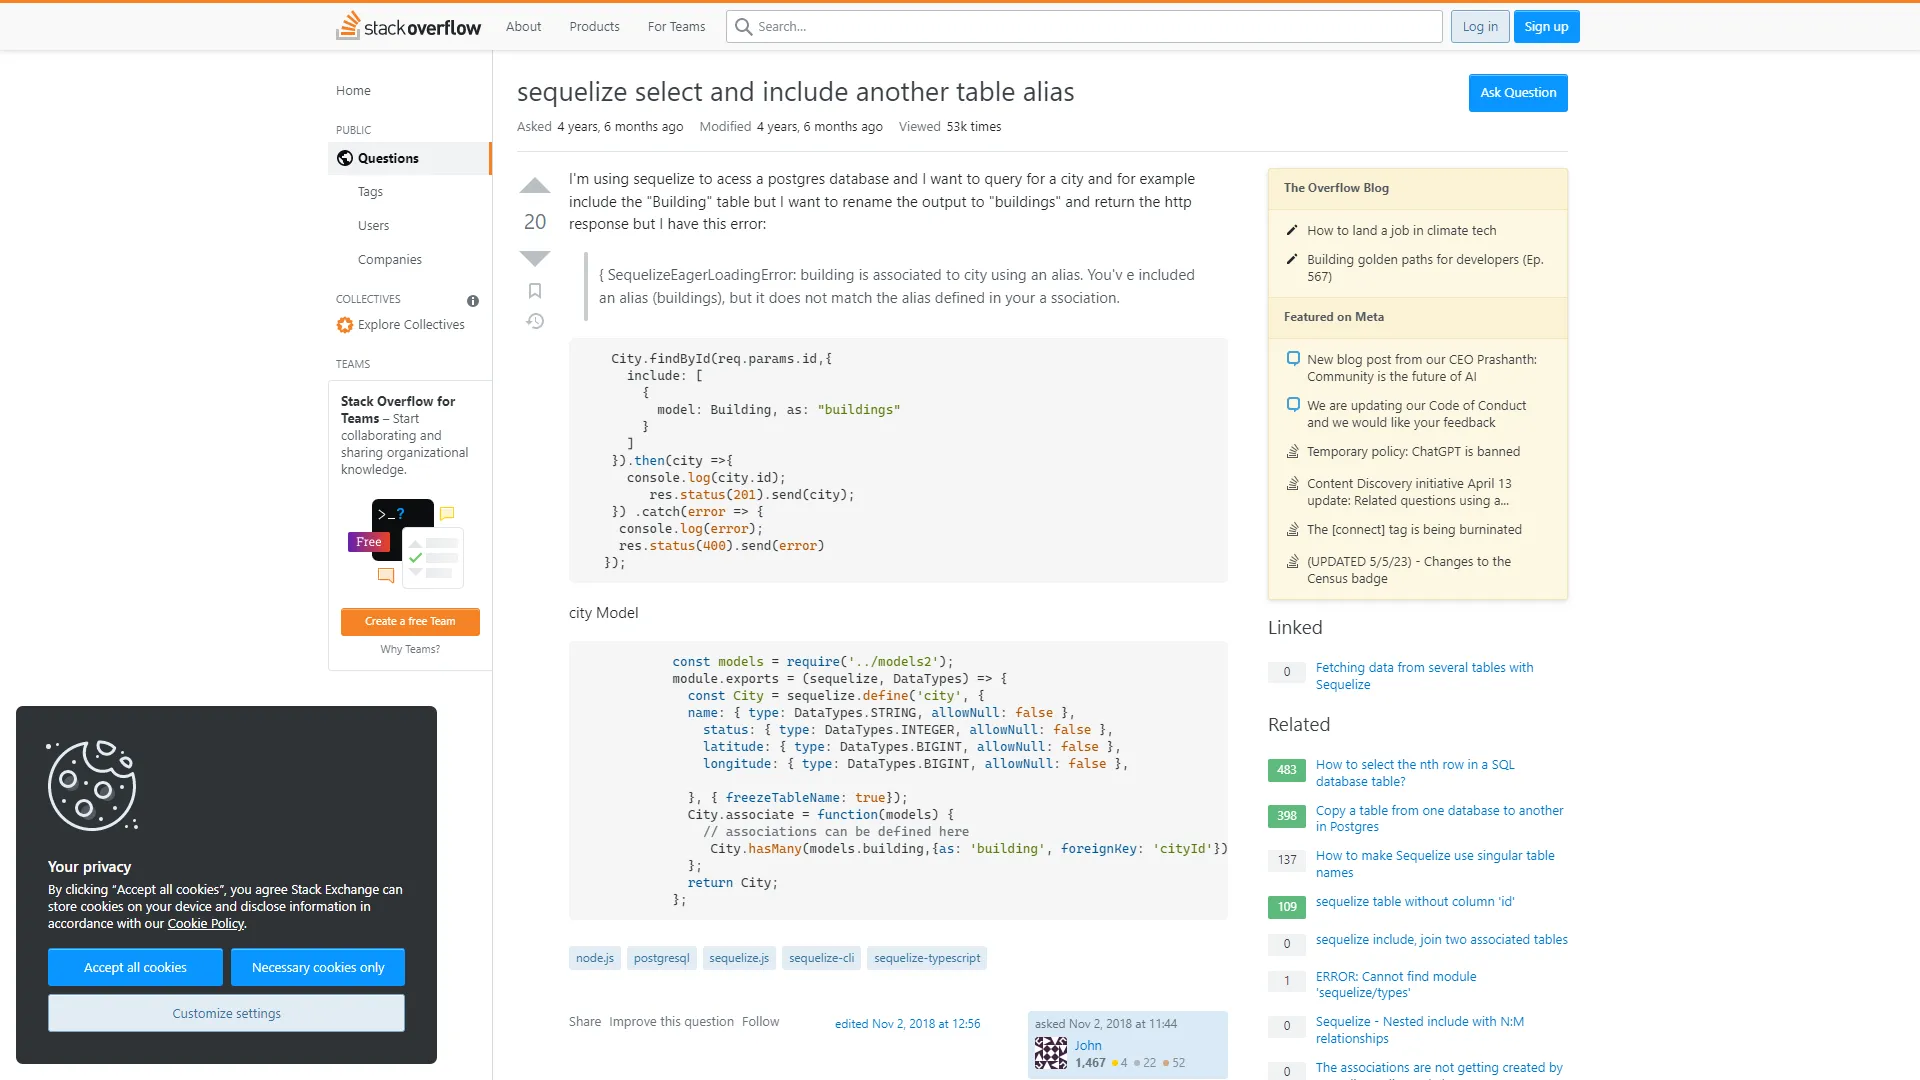 stackoverflow
About
Products
For Teams
Search...
Log in
Sign up
Home
PUBLIC
Questions
Tags
Users
Companies
COLLECTIVES
Explore Collectives
TEAMS
Stack Overflow for
Teams – Start
collaborating and
sharing organizational
knowledge.
>_?
Free
Create a free Team
Why Teams?
sequelize select and include another table alias
Ask Question
Asked 4 years, 6 months ago
Modified 4 years, 6 months ago
Viewed 53k times
20
I'm using sequelize to acess a postgres database and I want to query for a city and for example
include the "Building" table but I want to rename the output to "buildings" and return the http
response but I have this error:
{ SequelizeEagerLoadingError: building is associated to city using an alias. You'v e included
an alias (buildings), but it does not match the alias defined in your a ssociation.
City.findById(req.params.id,{
include: [
{
model: Building, as: "buildings"
}
]
}).then(city =>{
console.log(city.id);
res.status(201).send(city);
}) .catch(error => {
console.log(error);
res.status(400).send(error)
});
city Model
const models = require('../models2');
module.exports = (sequelize, DataTypes) => {
const City = sequelize.define('city', {
name: { type: DataTypes.STRING, allowNull: false },
status: { type: DataTypes.INTEGER, allowNull: false },
latitude: { type: DataTypes.BIGINT, allowNull: false },
longitude: { type: DataTypes.BIGINT, allowNull: false },
}, { freezeTableName: true});
City.associate = function(models) {
// associations can be defined here
City.hasMany(models.building,{as: 'building', foreignKey: 'cityId'})
};
return City;
};
node.js
postgresql
sequelize.js
sequelize-cli
sequelize-typescript
Share
Improve this question
Follow
edited Nov 2, 2018 at 12:56
asked Nov 2, 2018 at 11:44
John
1,467 4 22 52
The Overflow Blog
How to land a job in climate tech
Building golden paths for developers (Ep.
567)
Featured on Meta
New blog post from our CEO Prashanth:
Community is the future of AI
We are updating our Code of Conduct
and we would like your feedback
Temporary policy: ChatGPT is banned
Content Discovery initiative April 13
update: Related questions using a...
The [connect] tag is being burninated
(UPDATED 5/5/23) - Changes to the
Census badge
Linked
0 Fetching data from several tables with
Sequelize
Related
483 How to select the nth row in a SQL
database table?
398 Copy a table from one database to another
in Postgres
137 How to make Sequelize use singular table
names
109 sequelize table without column 'id'
0 sequelize include, join two associated tables
1 ERROR: Cannot find module
'sequelize/types'
0 Sequelize - Nested include with N:M
relationships
0 The associations are not getting created by
Your privacy
By clicking "Accept all cookies", you agree Stack Exchange can
store cookies on your device and disclose information in
accordance with our Cookie Policy.
Accept all cookies
Necessary cookies only
Customize settings